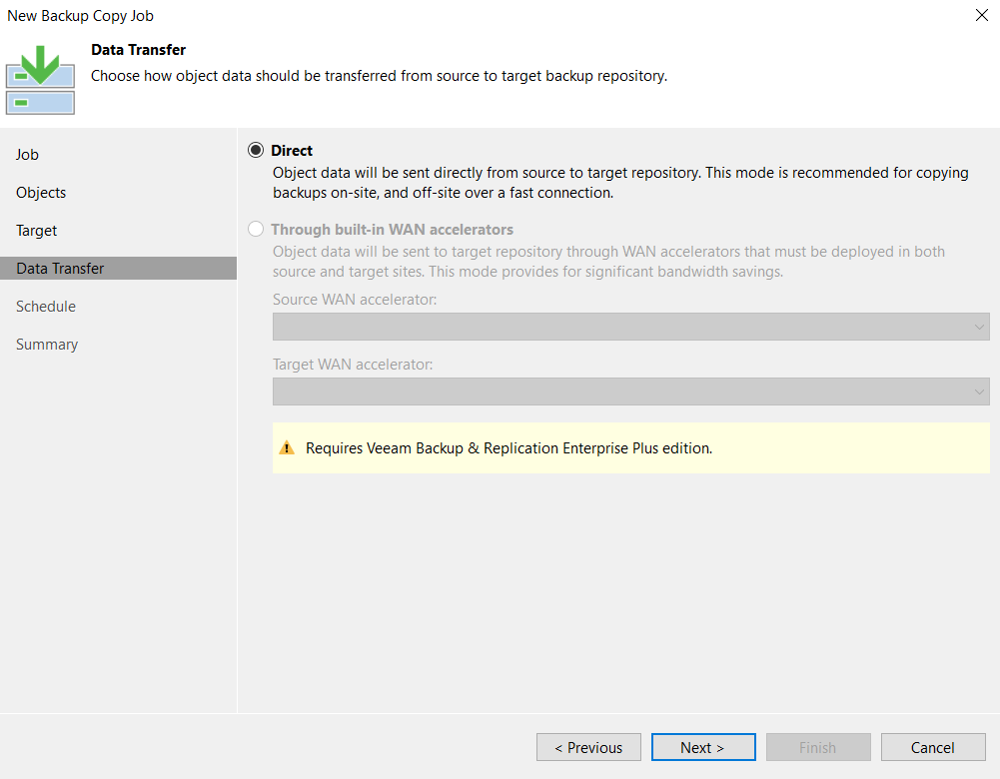 New Backup Copy Job
Data Transfer
Choose how object data should be transferred from source to target backup repository.
Job
Objects
Target
Data Transfer
Schedule
Summary
Direct
Object data will be sent directly from source to target repository. This mode is recommended for copying
backups on-site, and off-site over a fast connection.
Through built-in WAN accelerators
Object data will be sent to target repository through WAN accelerators that must be deployed in both
source and target sites. This mode provides for significant bandwidth savings.
Source WAN accelerator:
Target WAN accelerator:
Requires Veeam Backup & Replication Enterprise Plus edition.
< Previous
Next >
Finish
Cancel